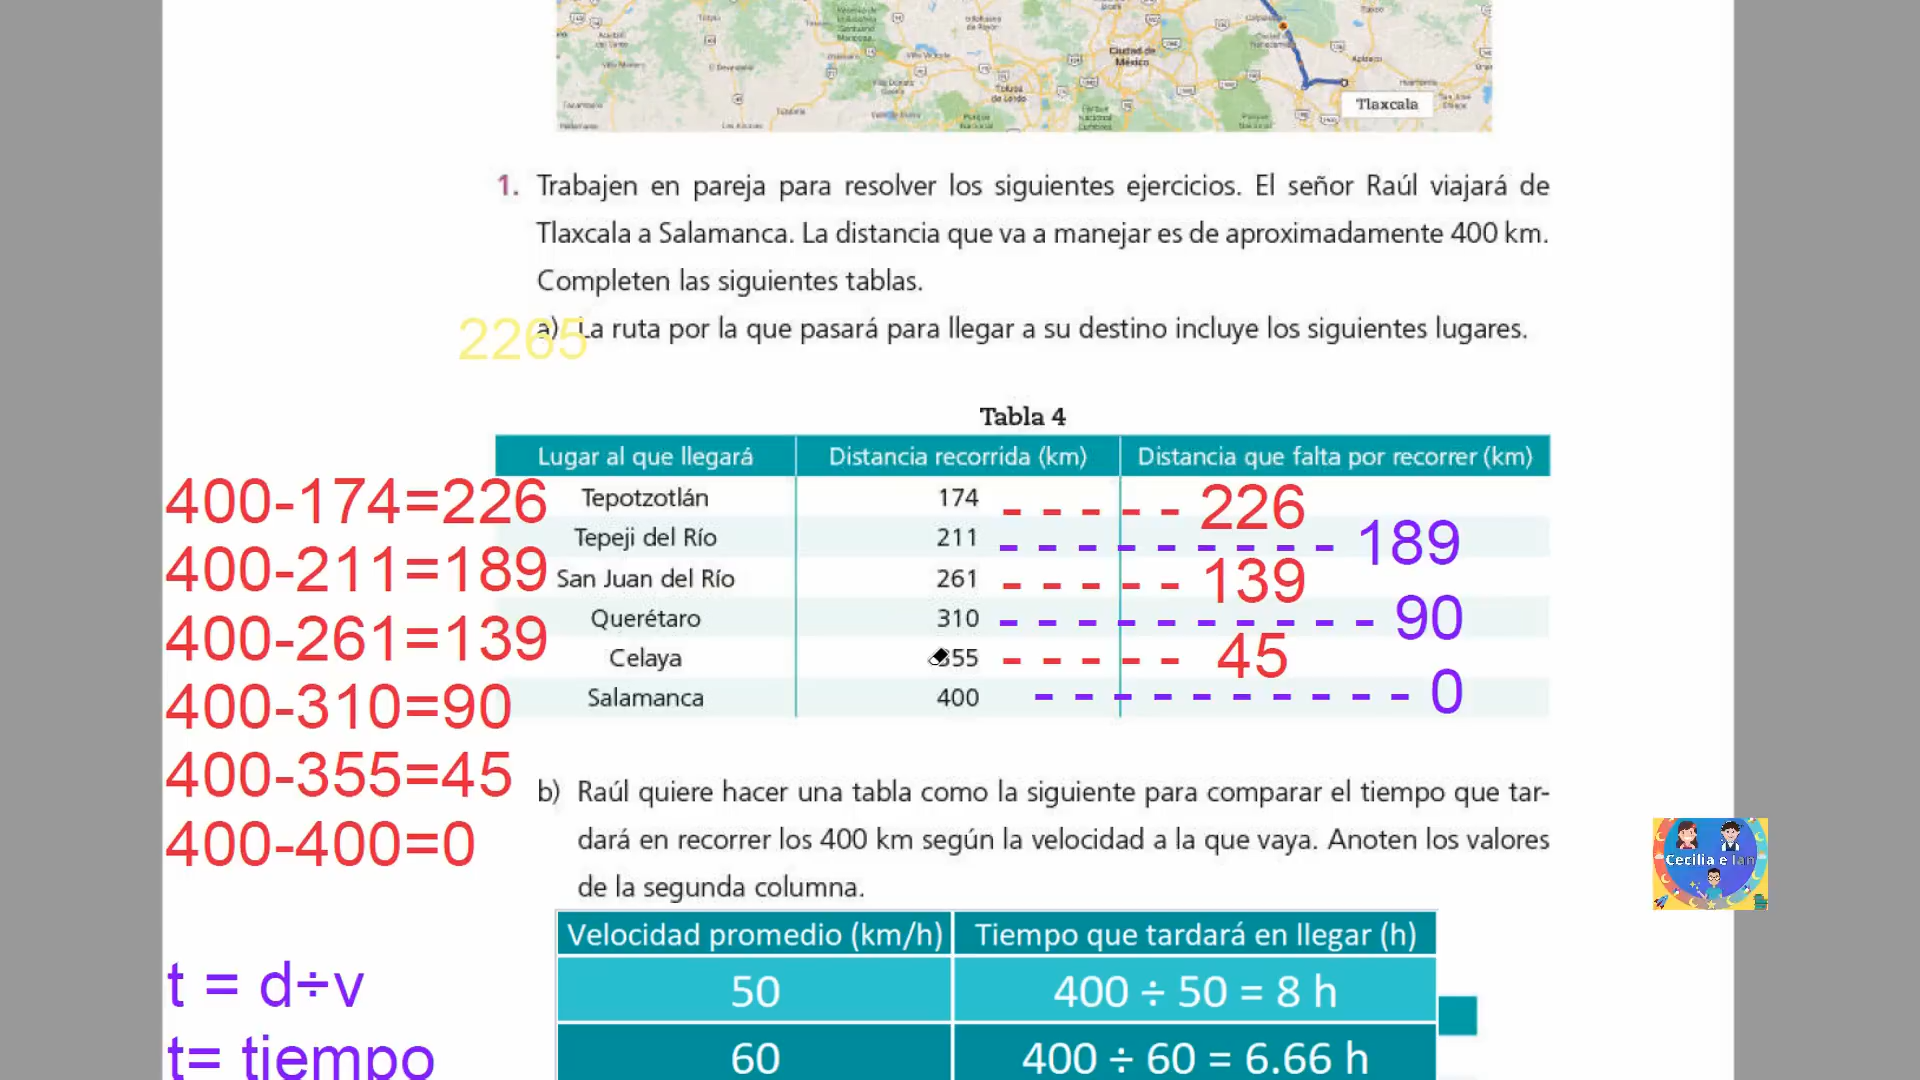 Ciudad de
México
Toluca
de Lerdo
Tlaxcala
1. Trabajen en pareja para resolver los siguientes ejercicios. El señor Raúl viajará de
Tlaxcala a Salamanca. La distancia que va a manejar es de aproximadamente 400 km.
Completen las siguientes tablas.
2265
a) La ruta por la que pasará para llegar a su destino incluye los siguientes lugares.
Tabla 4
Lugar al que llegará Distancia recorrida (km) Distancia que falta por recorrer (km)
400-174=226 Tepotzotlán 174 - - - - - 226
Tepeji del Río 211 - - - - - - - - - 189
400-211=189 San Juan del Río 261 - - - - - 139
400-261=139 Querétaro 310 - - - - - - - - - - 90
Celaya 355 - - - - - 45
400-310=90 Salamanca 400 - - - - - - - - - - 0
400-355=45
b) Raúl quiere hacer una tabla como la siguiente para comparar el tiempo que tar-
400-400=0 dará en recorrer los 400 km según la velocidad a la que vaya. Anoten los valores
de la segunda columna.
Cecilia e Ian
Velocidad promedio (km/h) Tiempo que tardará en llegar (h)
t = d÷v 50 400 ÷ 50 = 8 h
t= tiempo 60 400 ÷ 60 = 6.66 h